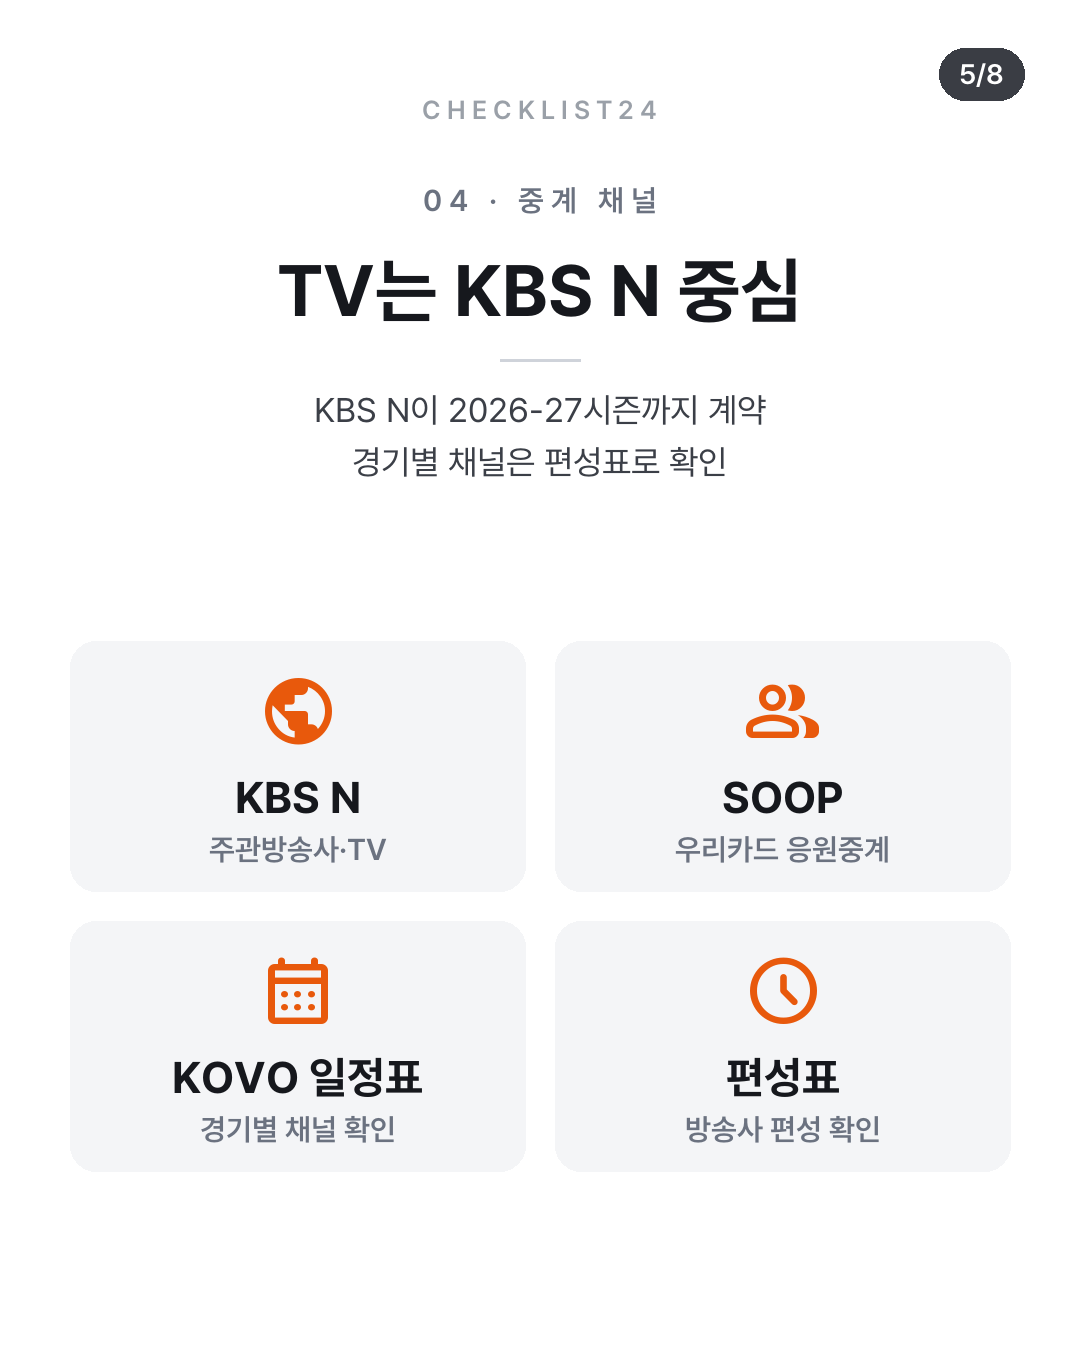 5/8
CHECKLIST24
04 · 중계 채널
TV는 KBS N 중심
KBS N이 2026-27시즌까지 계약
경기별 채널은 편성표로 확인
KBS N
주관방송사·TV
SOOP
우리카드 응원중계
KOVO 일정표
경기별 채널 확인
편성표
방송사 편성 확인